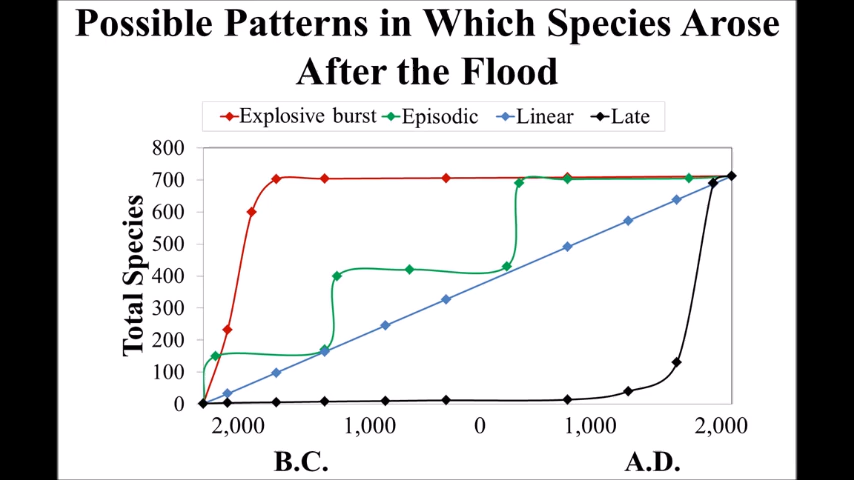 Possible Patterns in Which Species Arose
After the Flood
Explosive burst Episodic Linear Late
Total Species
800
700
600
500
400
300
200
100
0
2,000 1,000 0 1,000 2,000
B.C. A.D.